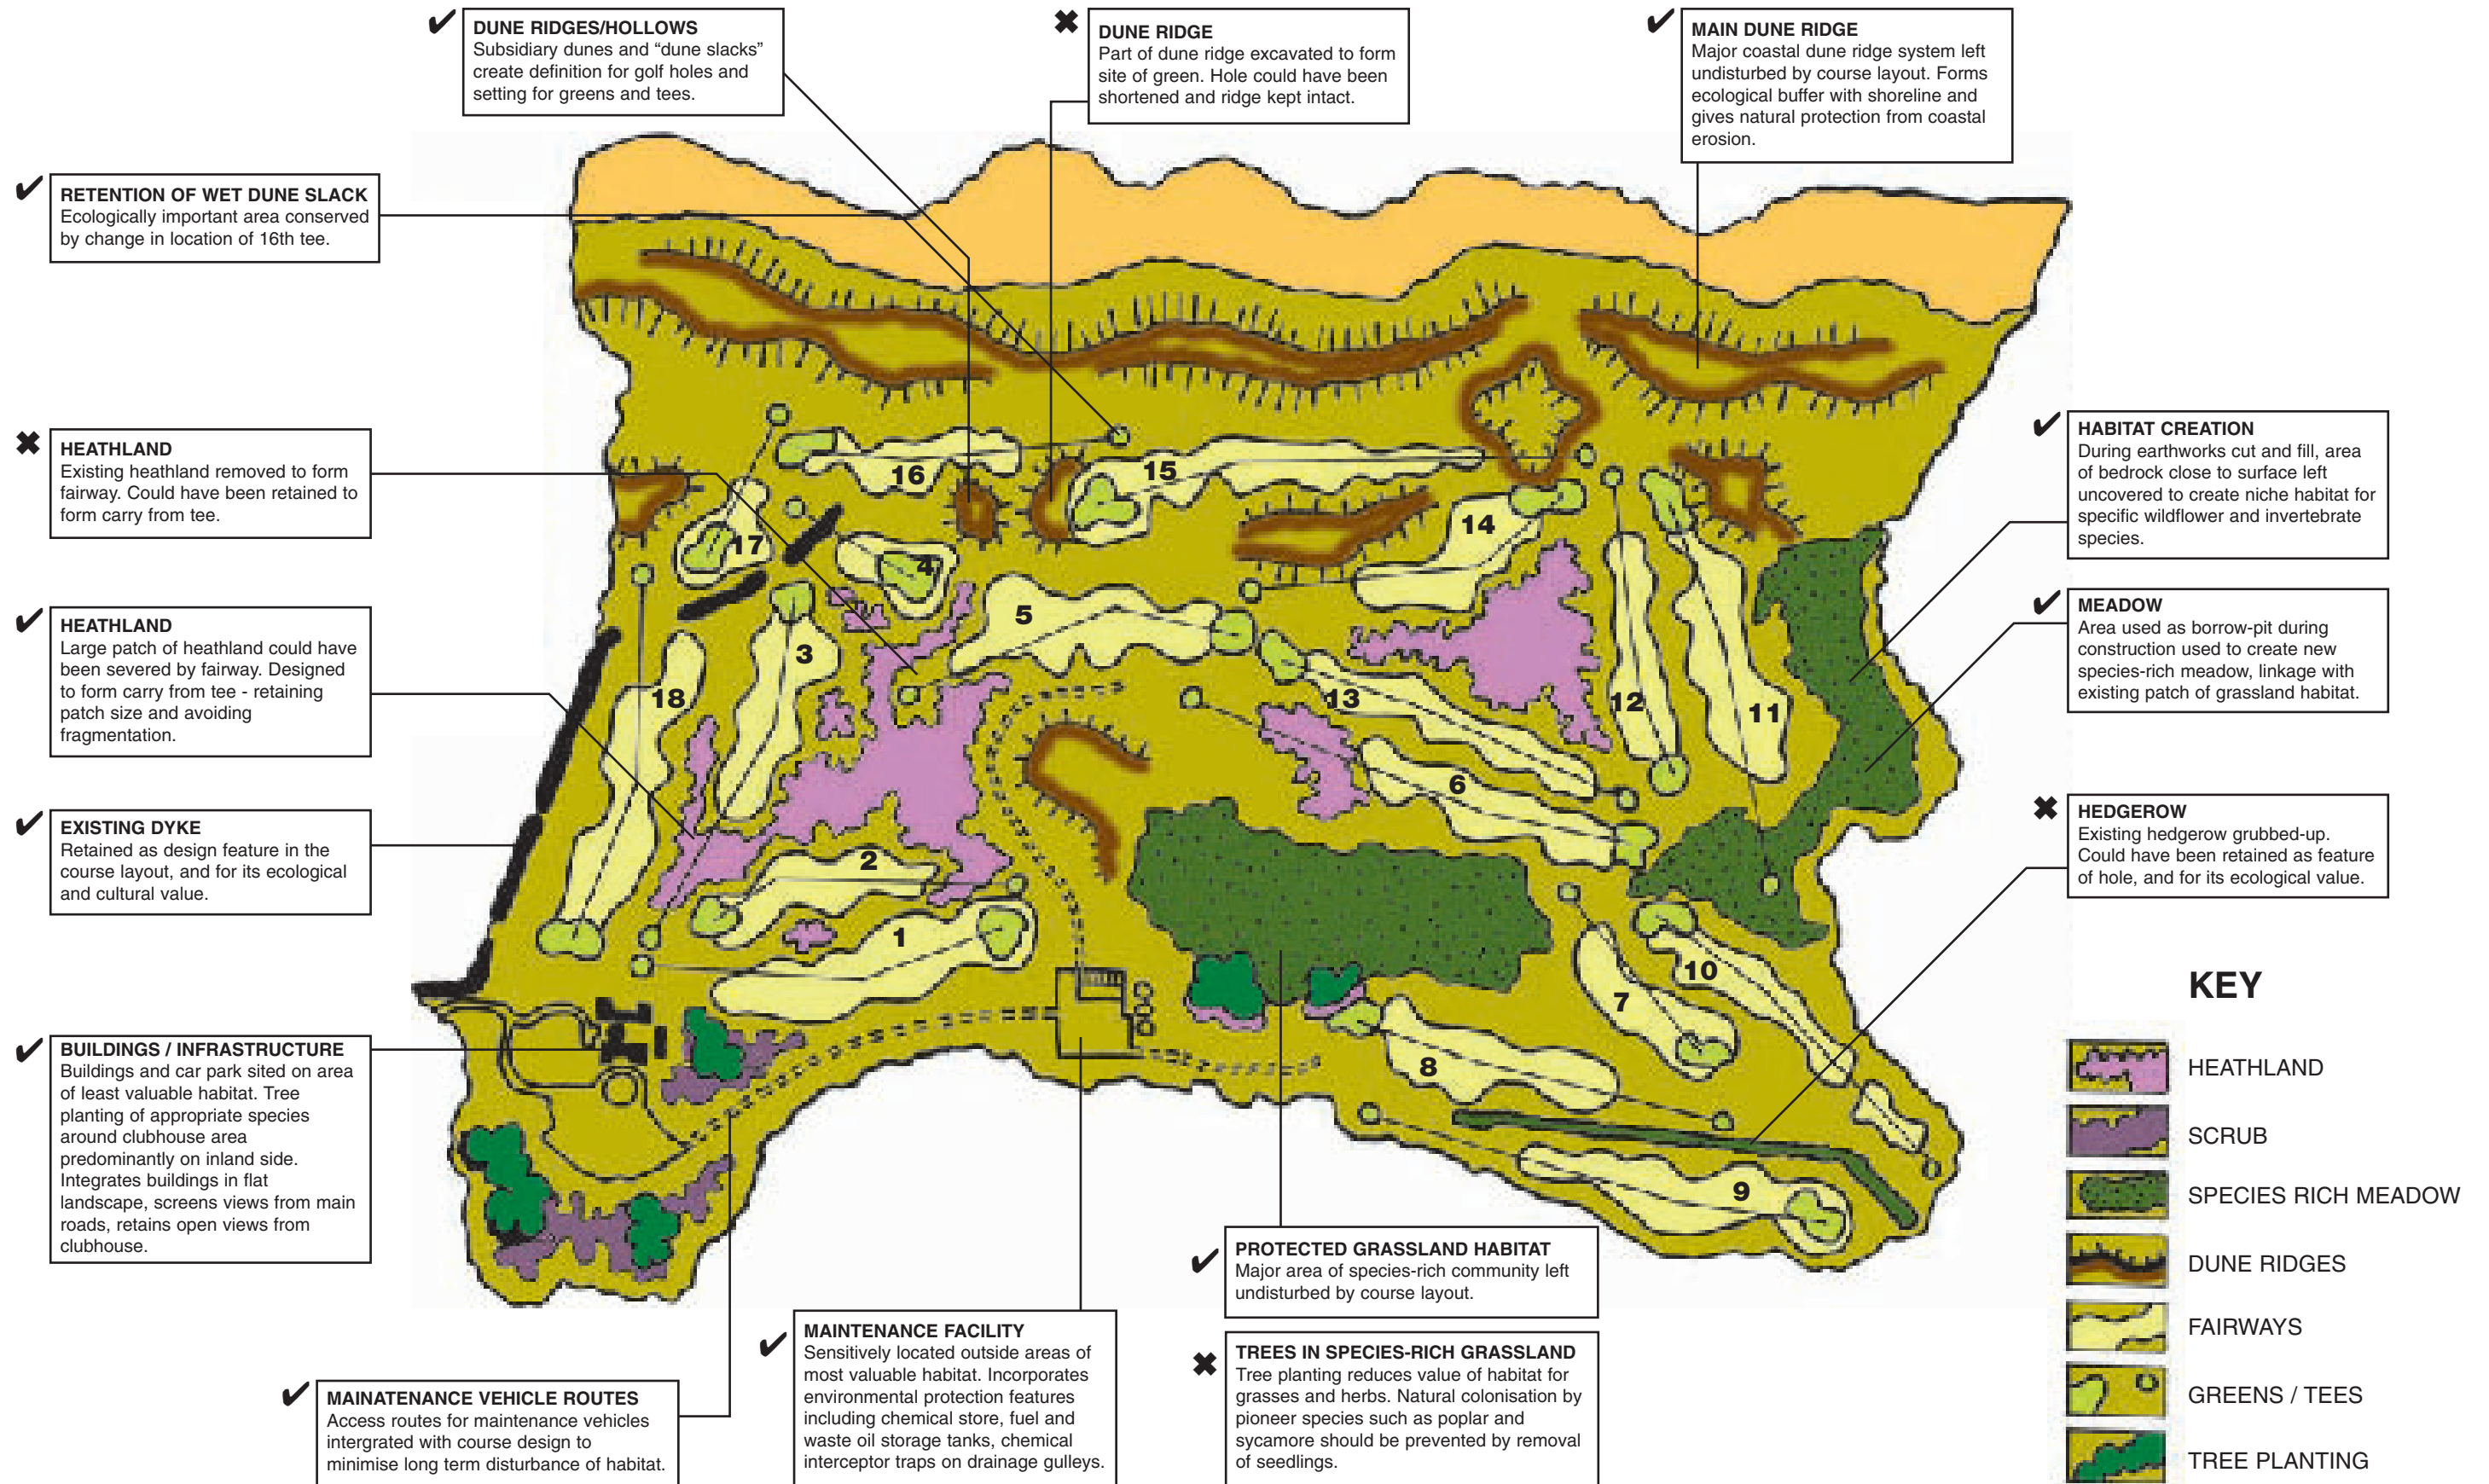 ✔ DUNE RIDGES/HOLLOWS
Subsidiary dunes and “dune slacks”
create definition for golf holes and
setting for greens and tees.
✖ DUNE RIDGE
Part of dune ridge excavated to form
site of green. Hole could have been
shortened and ridge kept intact.
✔ MAIN DUNE RIDGE
Major coastal dune ridge system left
undisturbed by course layout. Forms
ecological buffer with shoreline and
gives natural protection from coastal
erosion.
✔ RETENTION OF WET DUNE SLACK
Ecologically important area conserved
by change in location of 16th tee.
✖ HEATHLAND
Existing heathland removed to form
fairway. Could have been retained to
form carry from tee.
✔ HEATHLAND
Large patch of heathland could have
been severed by fairway. Designed
to form carry from tee - retaining
patch size and avoiding
fragmentation.
✔ EXISTING DYKE
Retained as design feature in the
course layout, and for its ecological
and cultural value.
✔ BUILDINGS / INFRASTRUCTURE
Buildings and car park sited on area
of least valuable habitat. Tree
planting of appropriate species
around clubhouse area
predominantly on inland side.
Integrates buildings in flat
landscape, screens views from main
roads, retains open views from
clubhouse.
✔ MAINATENANCE VEHICLE ROUTES
Access routes for maintenance vehicles
intergrated with course design to
minimise long term disturbance of habitat.
✔ MAINTENANCE FACILITY
Sensitively located outside areas of
most valuable habitat. Incorporates
environmental protection features
including chemical store, fuel and
waste oil storage tanks, chemical
interceptor traps on drainage gulleys.
✔ PROTECTED GRASSLAND HABITAT
Major area of species-rich community left
undisturbed by course layout.
✖ TREES IN SPECIES-RICH GRASSLAND
Tree planting reduces value of habitat for
grasses and herbs. Natural colonisation by
pioneer species such as poplar and
sycamore should be prevented by removal
of seedlings.
✔ HABITAT CREATION
During earthworks cut and fill, area
of bedrock close to surface left
uncovered to create niche habitat for
specific wildflower and invertebrate
species.
✔ MEADOW
Area used as borrow-pit during
construction used to create new
species-rich meadow, linkage with
existing patch of grassland habitat.
✖ HEDGEROW
Existing hedgerow grubbed-up.
Could have been retained as feature
of hole, and for its ecological value.
16
15
14
17
4
5
3
18
13
12
11
6
2
1
10
7
8
9
KEY
HEATHLAND
SCRUB
SPECIES RICH MEADOW
DUNE RIDGES
FAIRWAYS
GREENS / TEES
TREE PLANTING